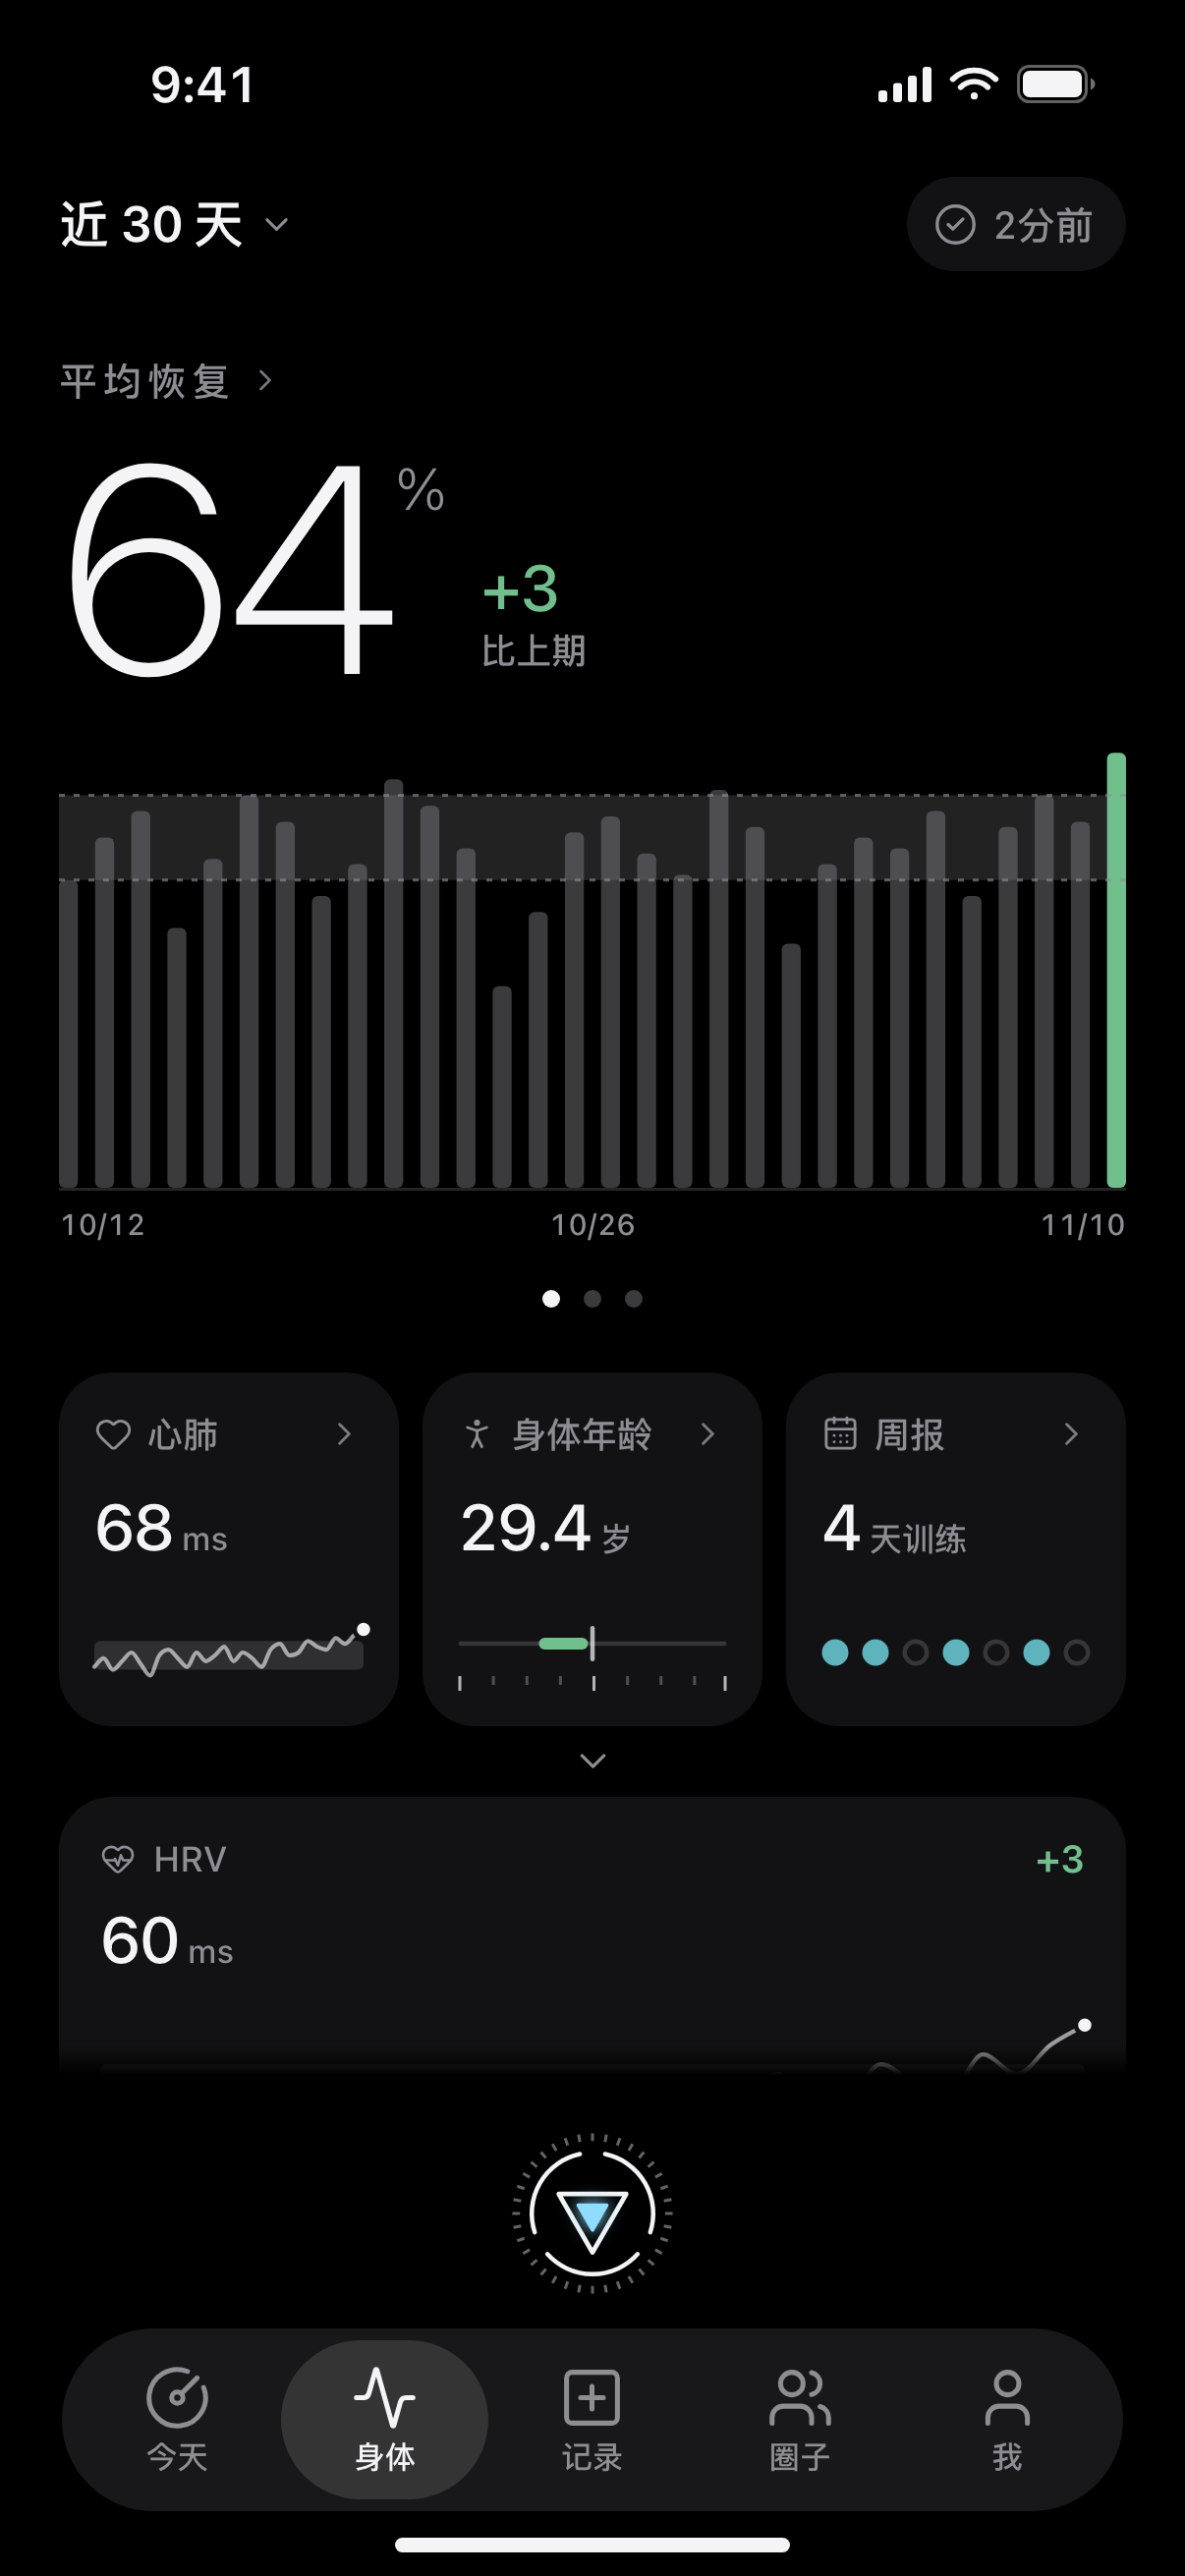 9:41
近 30 天
2分前
平均恢复
64%
+3
比上期
10/12 10/26 11/10
心肺
68 ms
身体年龄
29.4 岁
周报
4 天训练
HRV
+3
60 ms
今天 身体 记录 圈子 我